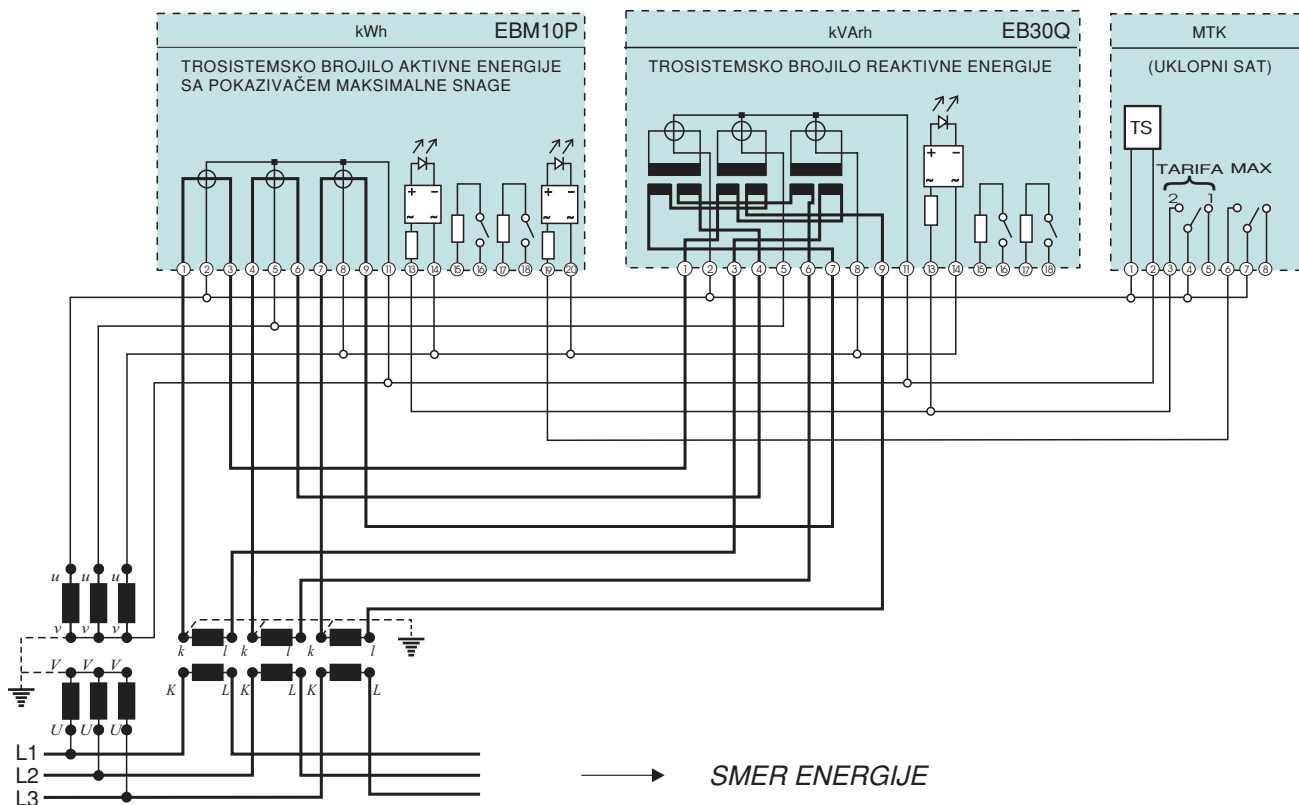 kWh EBM10P
TROSISTEMSKO BROJILO AKTIVNE ENERGIJE
SA POKAZIVAČEM MAKSIMALNE SNAGE
+ −
~ ~
+ −
~ ~
1 2 3 4 5 6 7 8 9 11 13 14 15 16 17 18 19 20
kVArh EB30Q
TROSISTEMSKO BROJILO REAKTIVNE ENERGIJE
+ −
~ ~
1 2 3 4 5 6 7 8 9 11 13 14 15 16 17 18
MTK
(UKLOPNI SAT)
TS
TARIFA MAX
2 1
1 2 3 4 5 6 7 8
u u u
v v v
k l k l k l
V V V
K L K L K L
U U U
L1
L2
L3
SMER ENERGIJE